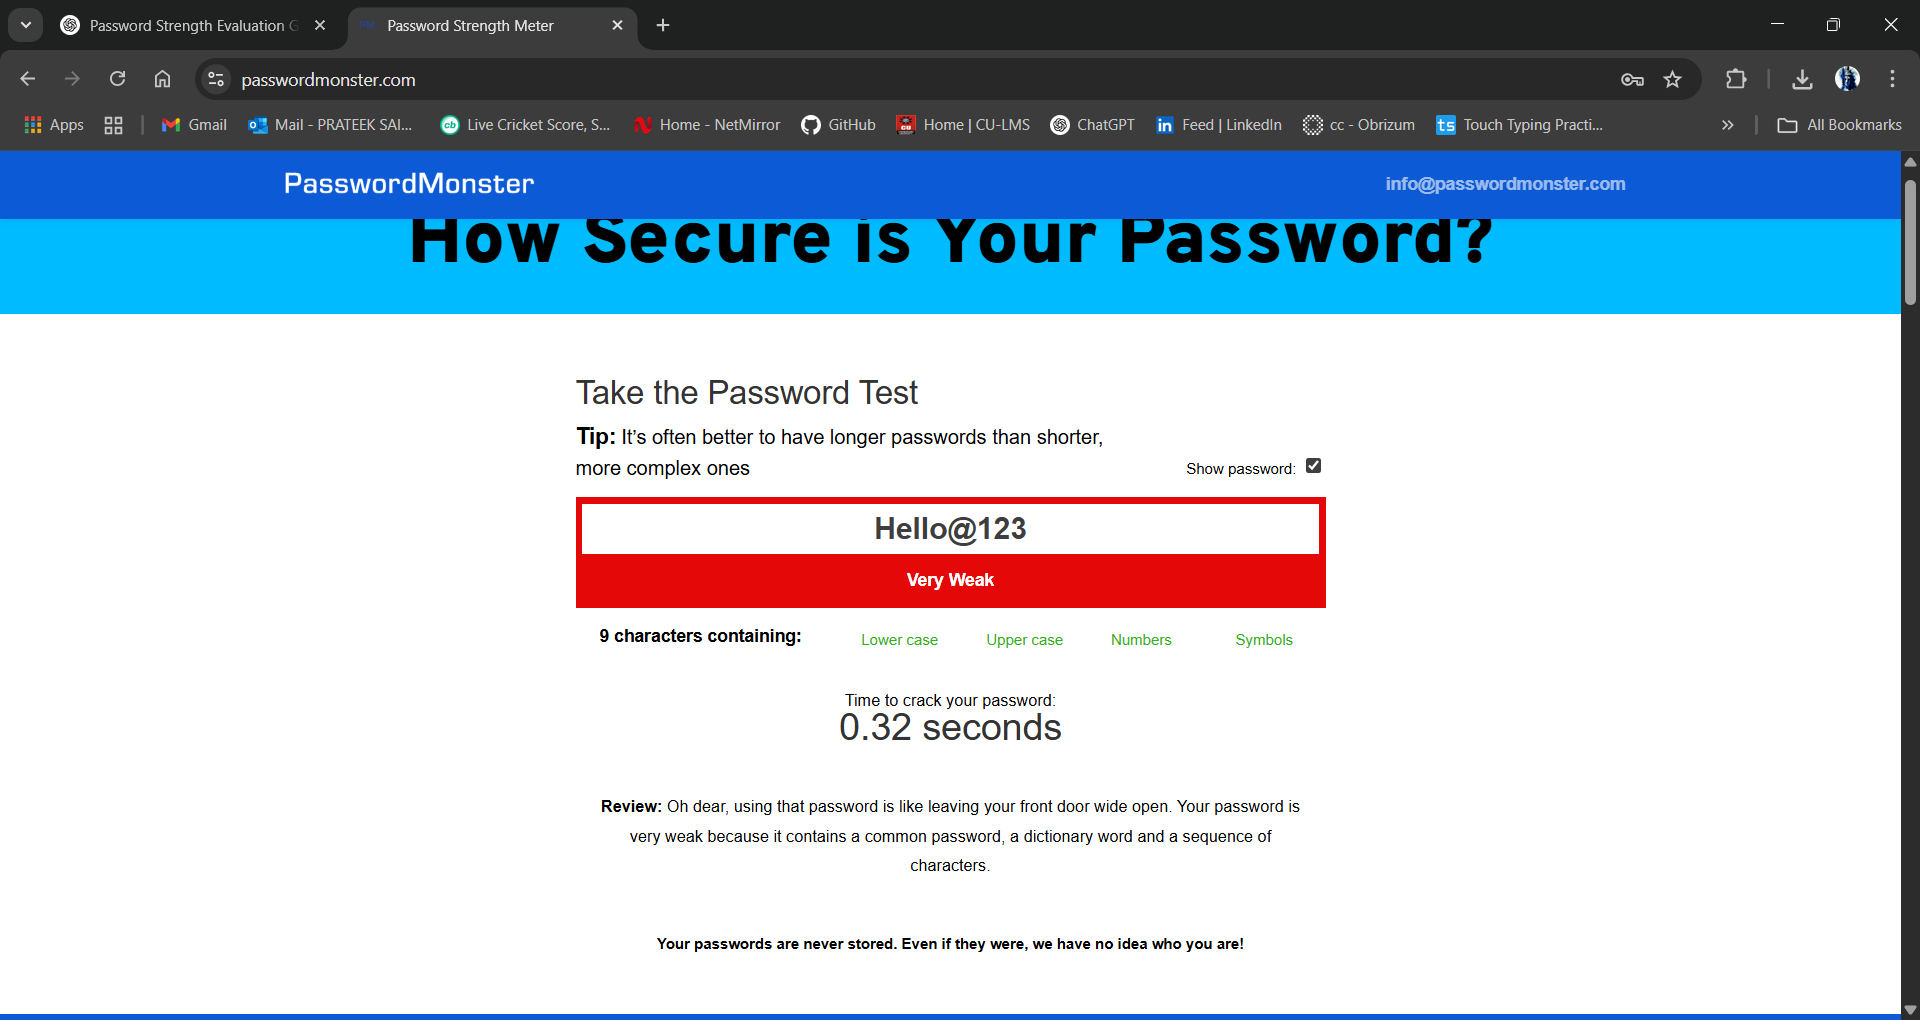 Password Strength Evaluation G
Password Strength Meter
passwordmonster.com
Apps
Gmail
Mail - PRATEEK SAI...
cb
Live Cricket Score, S...
Home - NetMirror
GitHub
CU
Home | CU-LMS
ChatGPT
in
Feed | LinkedIn
cc - Obrizum
ts
Touch Typing Practi...
»
All Bookmarks
PasswordMonster
info@passwordmonster.com
How Secure is Your Password?
Take the Password Test
Tip: It's often better to have longer passwords than shorter,
more complex ones
Show password:
Hello@123
Very Weak
9 characters containing:
Lower case
Upper case
Numbers
Symbols
Time to crack your password:
0.32 seconds
Review: Oh dear, using that password is like leaving your front door wide open. Your password is
very weak because it contains a common password, a dictionary word and a sequence of
characters.
Your passwords are never stored. Even if they were, we have no idea who you are!